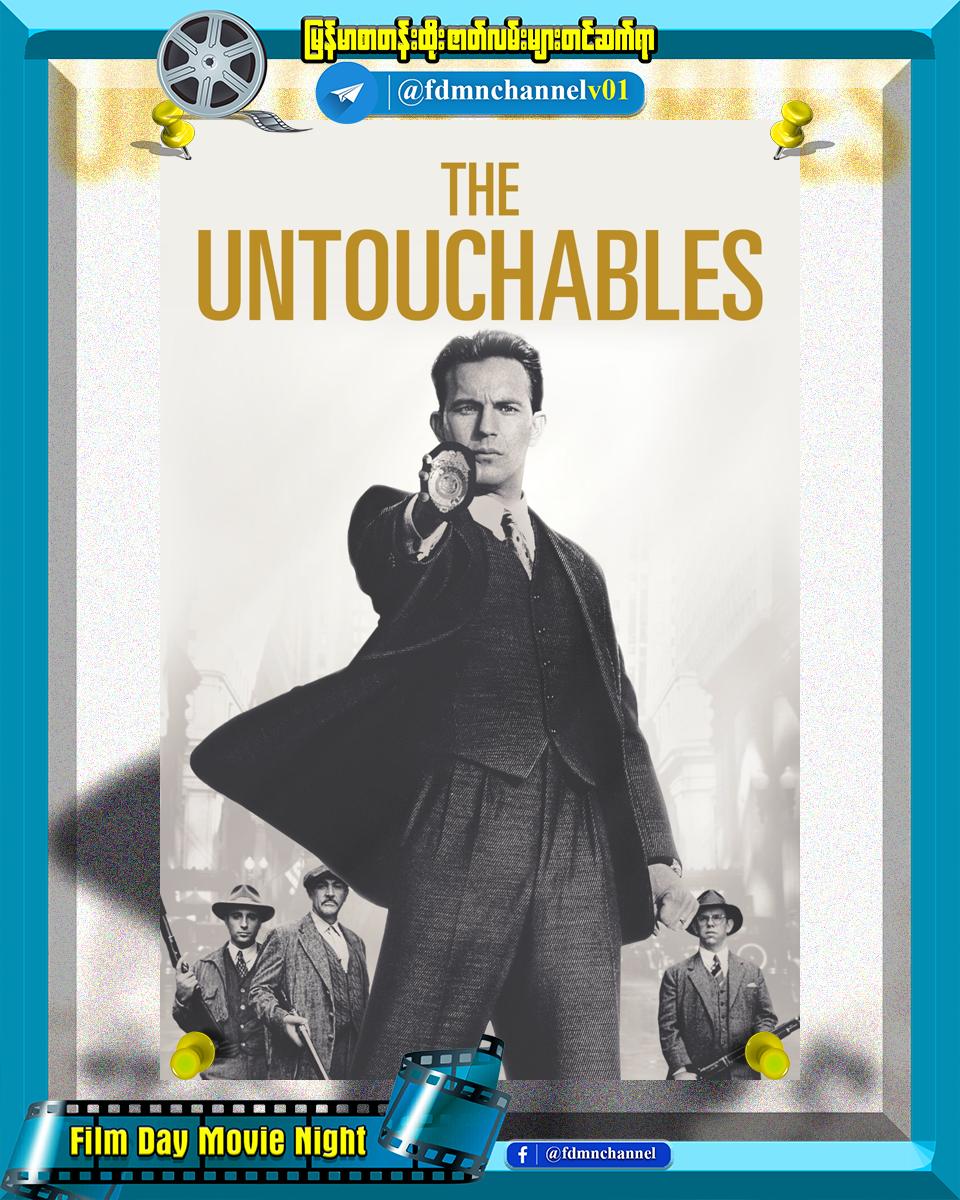 မြန်မာစာတန်းထိုးဇာတ်လမ်းများတင်ဆက်ရာ
@fdmnchannelv01
THE
UNTOUCHABLES
Film Day Movie Night
@fdmnchannel